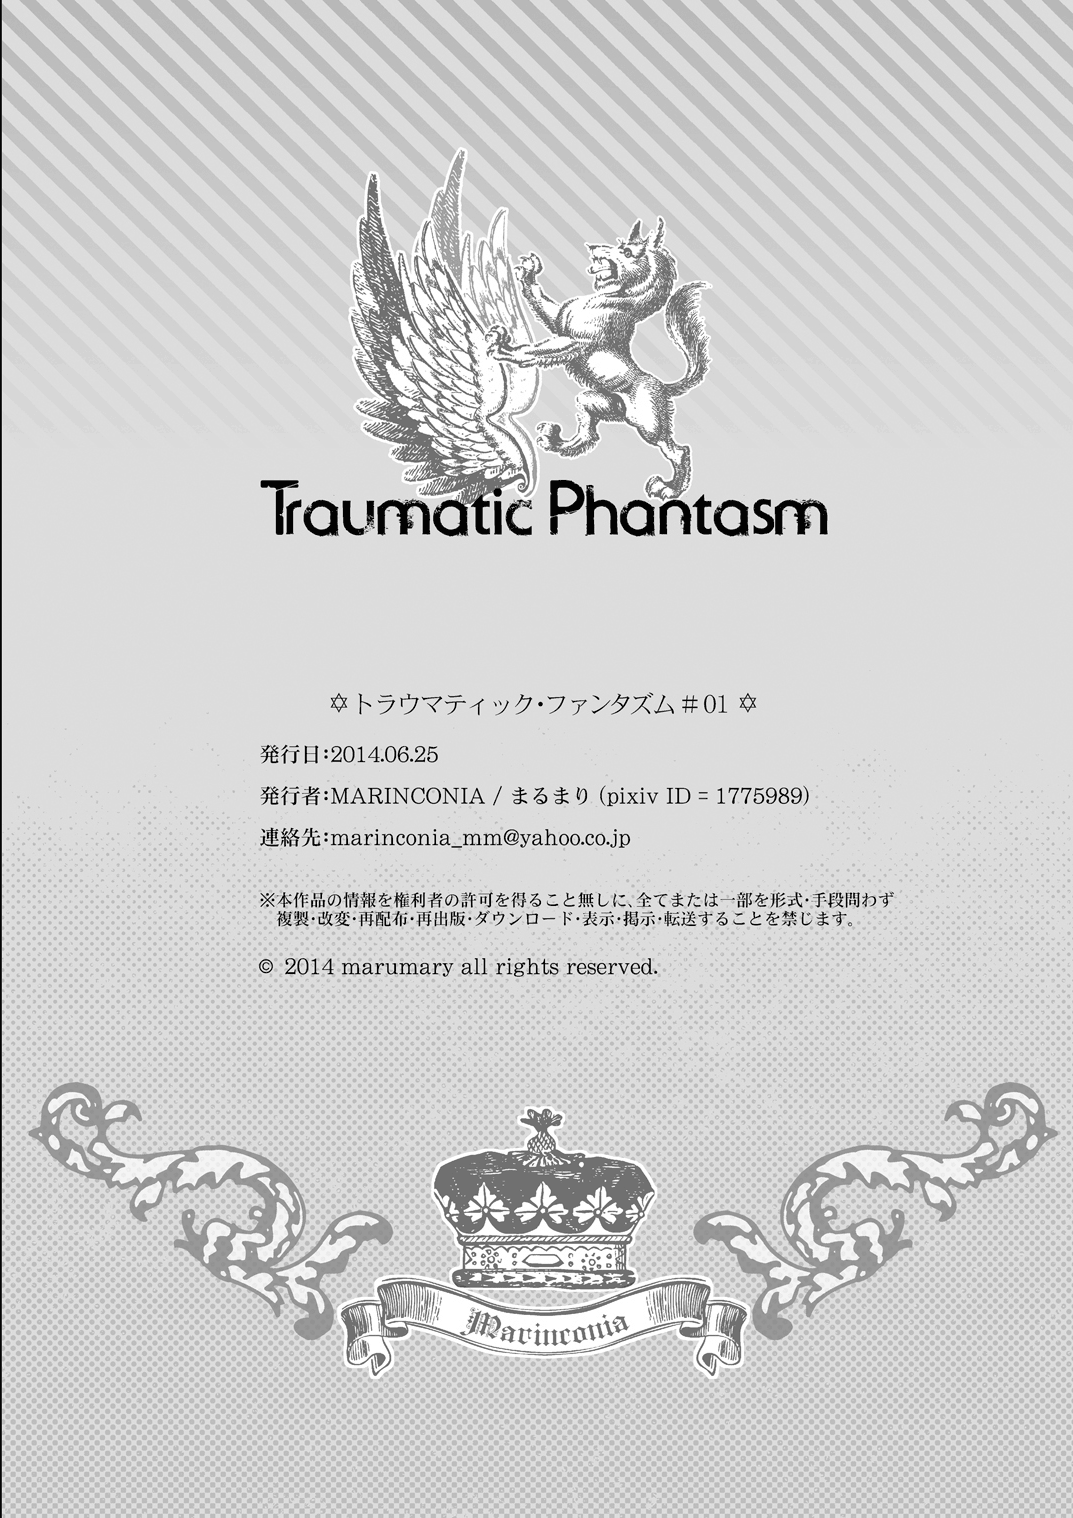 Traumatic Phantasm
✡トラウマティック・ファンタズム＃01✡
発行日:2014.06.25
発行者:MARINCONIA / まるまり (pixiv ID = 1775989)
連絡先:marinconia_mm@yahoo.co.jp
※本作品の情報を権利者の許可を得ること無しに、全てまたは一部を形式・手段問わず
複製・改変・再配布・再出版・ダウンロード・表示・掲示・転送することを禁じます。
© 2014 marumary all rights reserved.
Marinconia